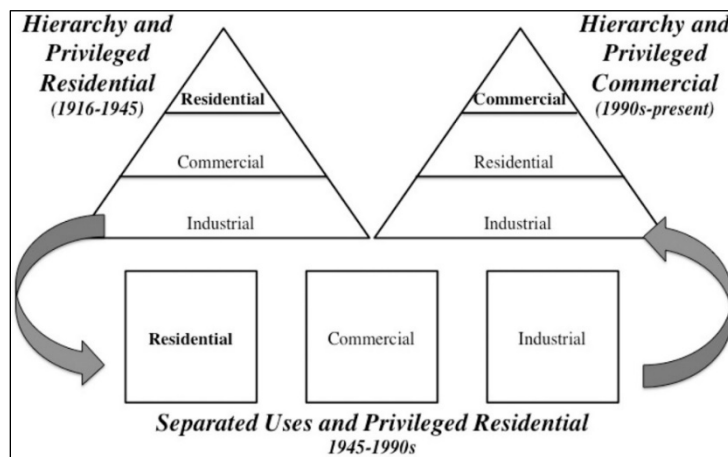 Hierarchy and
Privileged
Residential
(1916-1945)
Residential
Commercial
Industrial
Hierarchy and
Privileged
Commercial
(1990s-present)
Commercial
Residential
Industrial
Residential
Commercial
Industrial
Separated Uses and Privileged Residential
1945-1990s